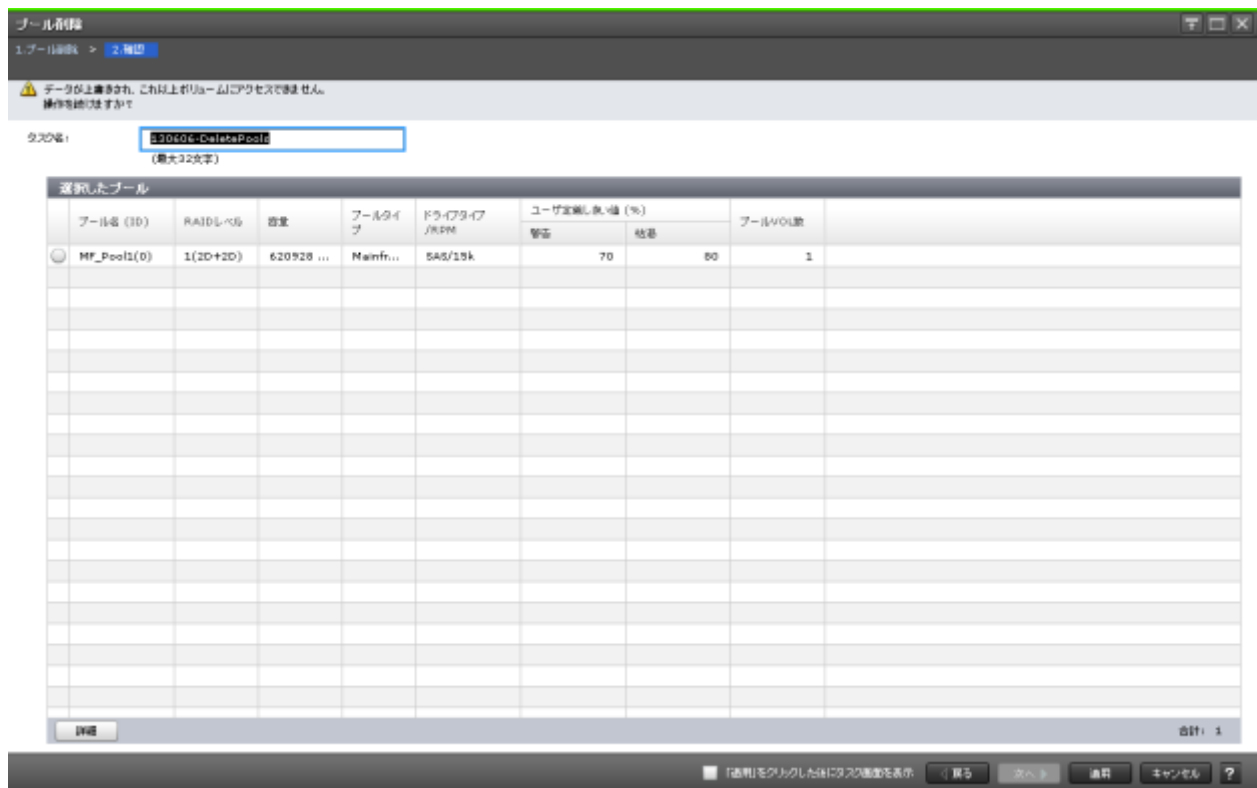 プール削除
1.プール削除 > 2.確認
データが上書きされ、これ以上ボリュームにアクセスできません。
操作を続けますか?
タスク名:
130606-DeletePools
(最大32文字)
選択したプール
プール名 (ID) RAIDレベル 容量 プールタイプ ドライブタイプ/RPM ユーザ定義しきい値 (%) 警告 枯渇 プールVOL数
MF_Pool1(0) 1(2D+2D) 620928 ... Mainfr... SAS/15k 70 80 1
詳細 合計: 1
「適用」をクリックした後にタスク画面を表示 戻る 次へ 適用 キャンセル ?